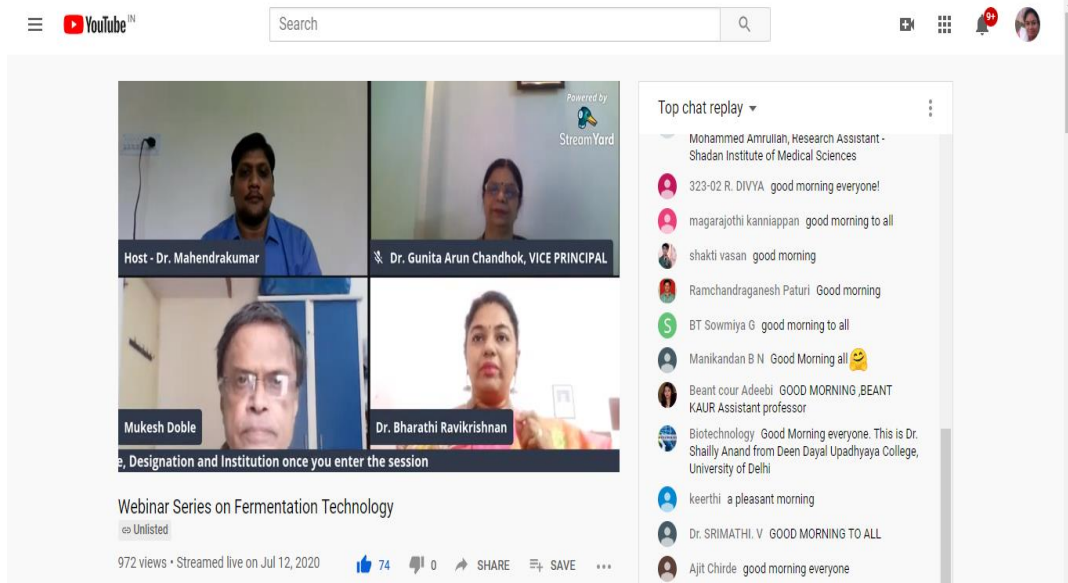 YouTube IN
Search
9+
Powered by
StreamYard
Host - Dr. Mahendrakumar
Dr. Gunita Arun Chandhok, VICE PRINCIPAL
Mukesh Doble
Dr. Bharathi Ravikrishnan
e, Designation and Institution once you enter the session
Webinar Series on Fermentation Technology
Unlisted
972 views • Streamed live on Jul 12, 2020
74
0
SHARE
SAVE
Top chat replay
Mohammed Amrullah, Research Assistant -
Shadan Institute of Medical Sciences
323-02 R. DIVYA good morning everyone!
magarajothi kanniappan good morning to all
shakti vasan good morning
Ramchandraganesh Paturi Good morning
S
BT Sowmiya G good morning to all
Manikandan B N Good Morning all 🤗
Beant cour Adeebi GOOD MORNING ,BEANT
KAUR Assistant professor
Biotechnology Good Morning everyone. This is Dr.
Shailly Anand from Deen Dayal Upadhyaya College,
University of Delhi
keerthi a pleasant morning
Dr. SRIMATHI. V GOOD MORNING TO ALL
Ajit Chirde good morning everyone